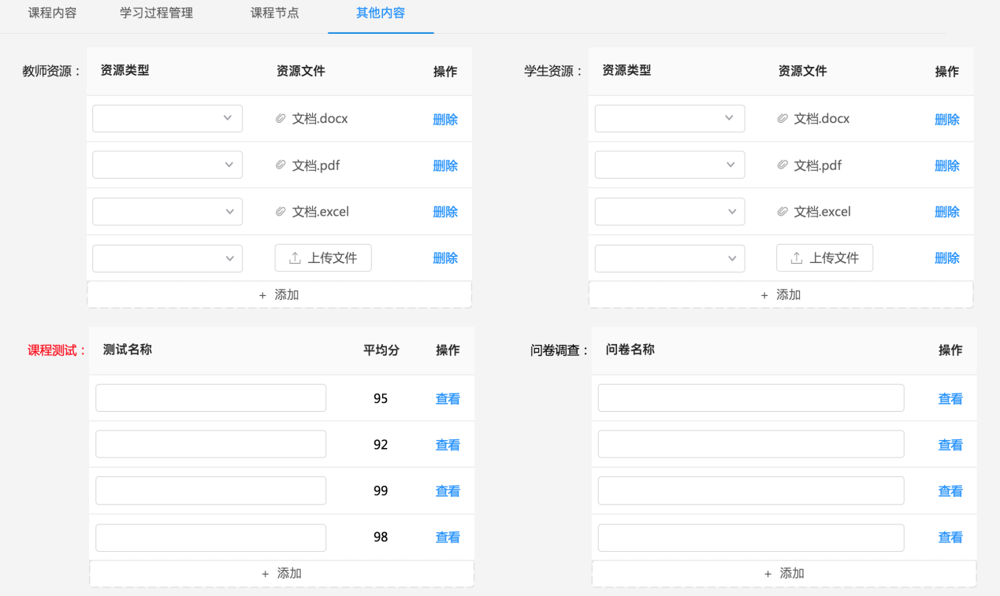 课程内容 学习过程管理 课程节点 其他内容
教师资源： 资源类型 资源文件 操作
文档.docx 删除
文档.pdf 删除
文档.excel 删除
上传文件 删除
+ 添加
学生资源： 资源类型 资源文件 操作
文档.docx 删除
文档.pdf 删除
文档.excel 删除
上传文件 删除
+ 添加
课程测试： 测试名称 平均分 操作
95 查看
92 查看
99 查看
98 查看
+ 添加
问卷调查： 问卷名称 操作
查看
查看
查看
查看
+ 添加